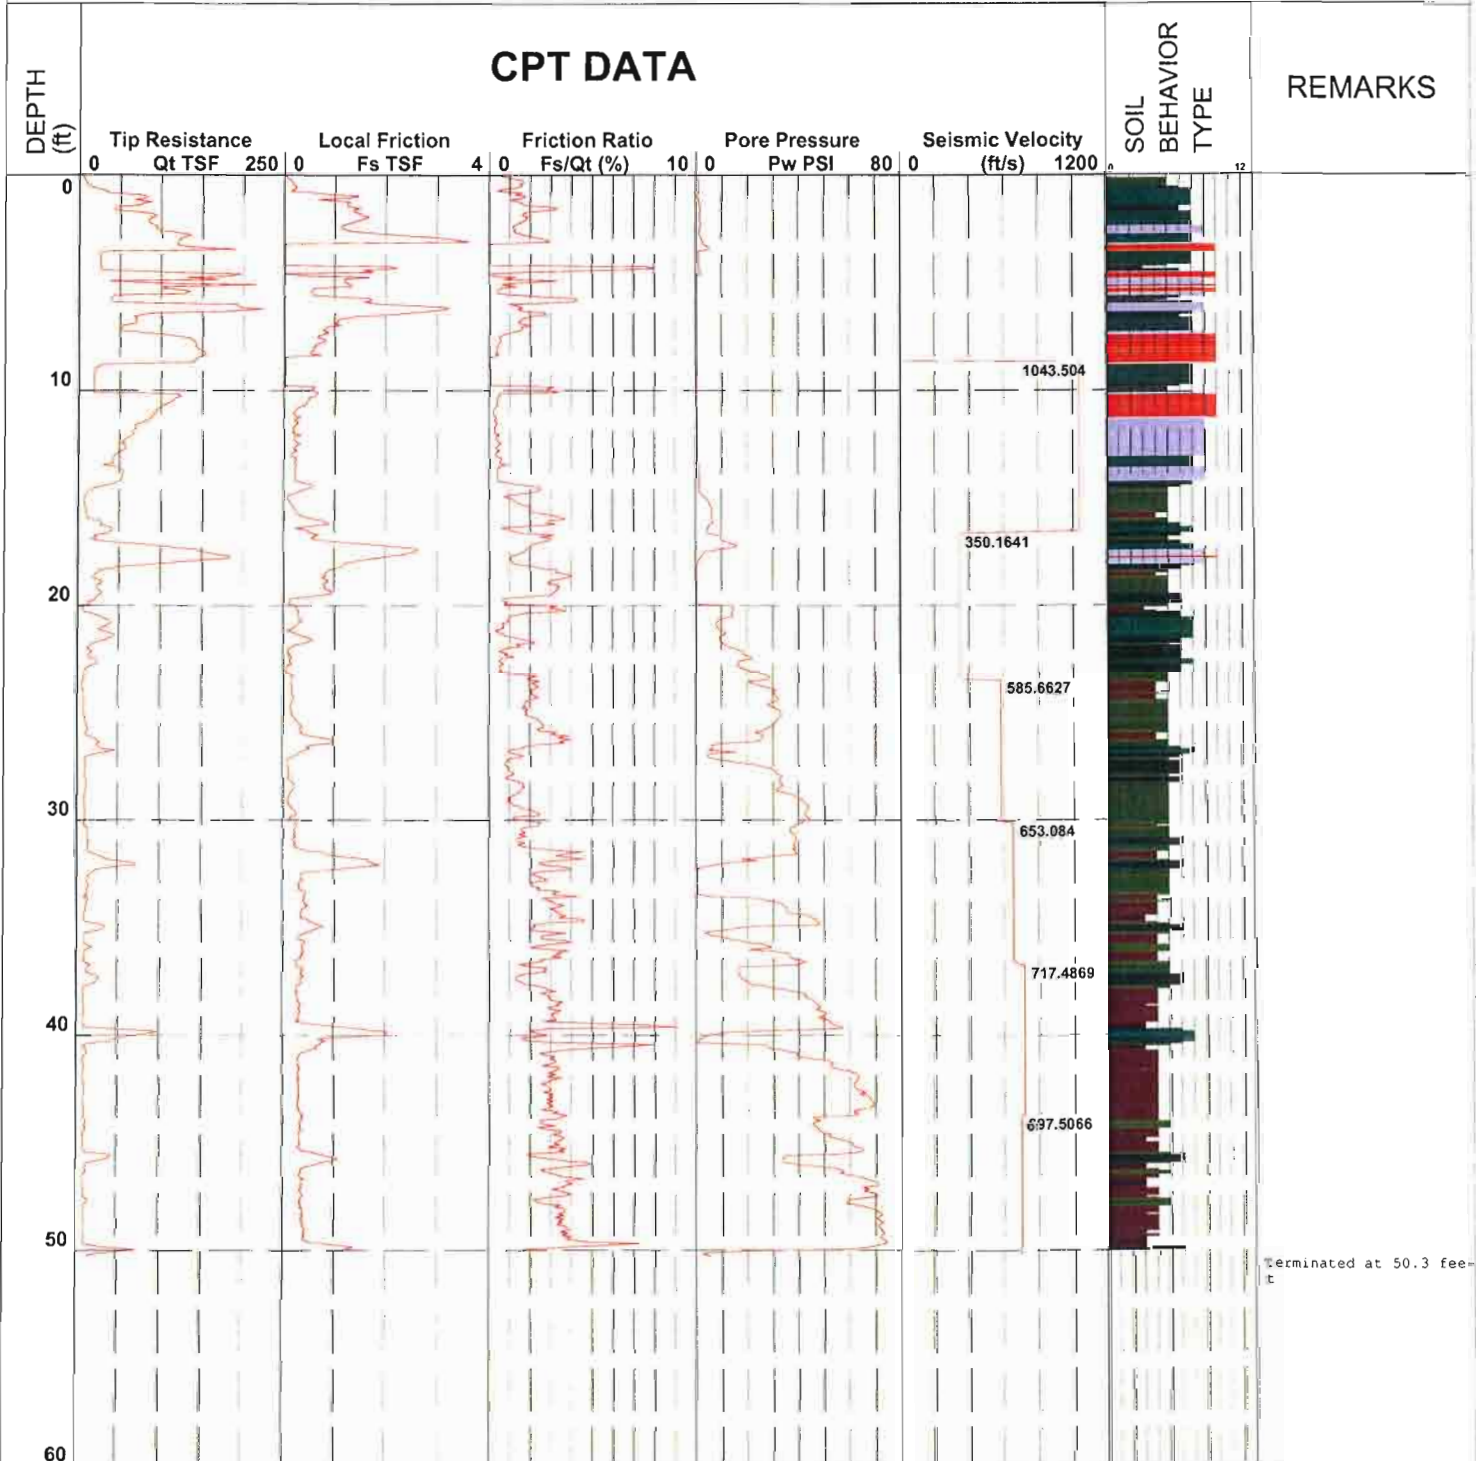 CPT DATA
DEPTH
(ft)
Tip Resistance
0 Qt TSF 250
Local Friction
0 Fs TSF 4
Friction Ratio
0 Fs/Qt (%) 10
Pore Pressure
0 Pw PSI 80
Seismic Velocity
0 (ft/s) 1200
SOIL
BEHAVIOR
TYPE
0 12
REMARKS
0
10
20
30
40
50
60
1043.504
350.1641
585.6627
653.084
717.4869
697.5066
Terminated at 50.3 fee-
t